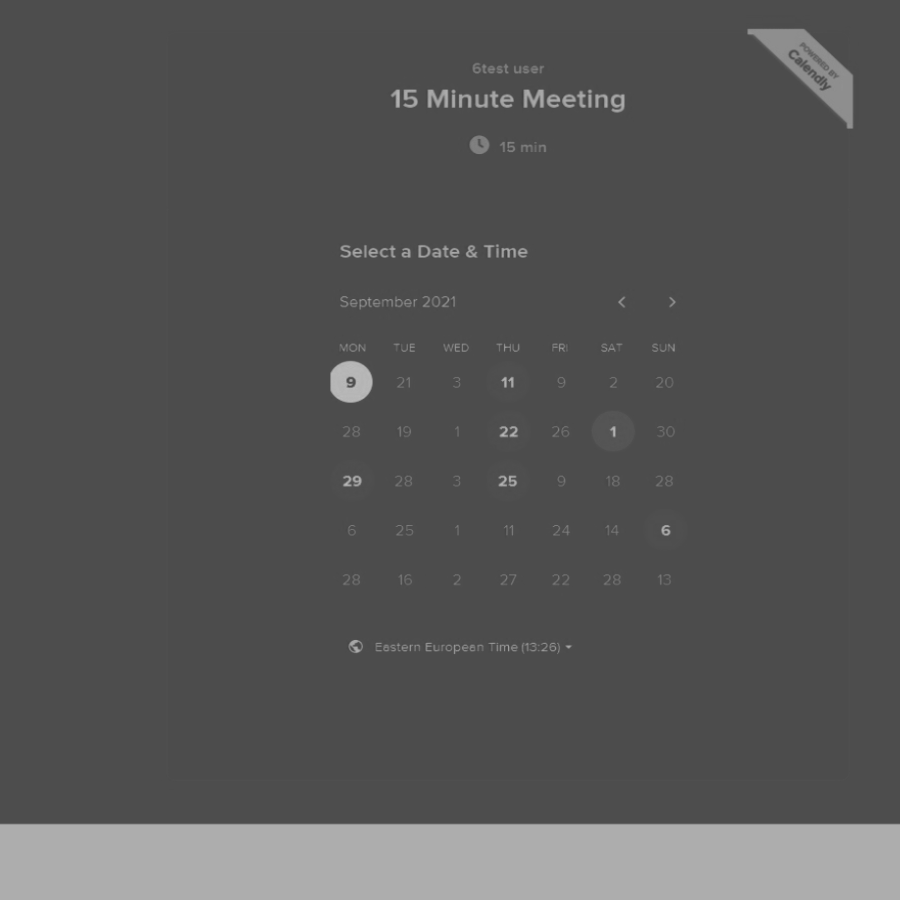 POWERED BY
Calendly
6test user
15 Minute Meeting
15 min
Select a Date & Time
September 2021
MON TUE WED THU FRI SAT SUN
9 21 3 11 9 2 20
28 19 1 22 26 1 30
29 28 3 25 9 18 28
6 25 1 11 24 14 6
28 16 2 27 22 28 13
Eastern European Time (13:26)